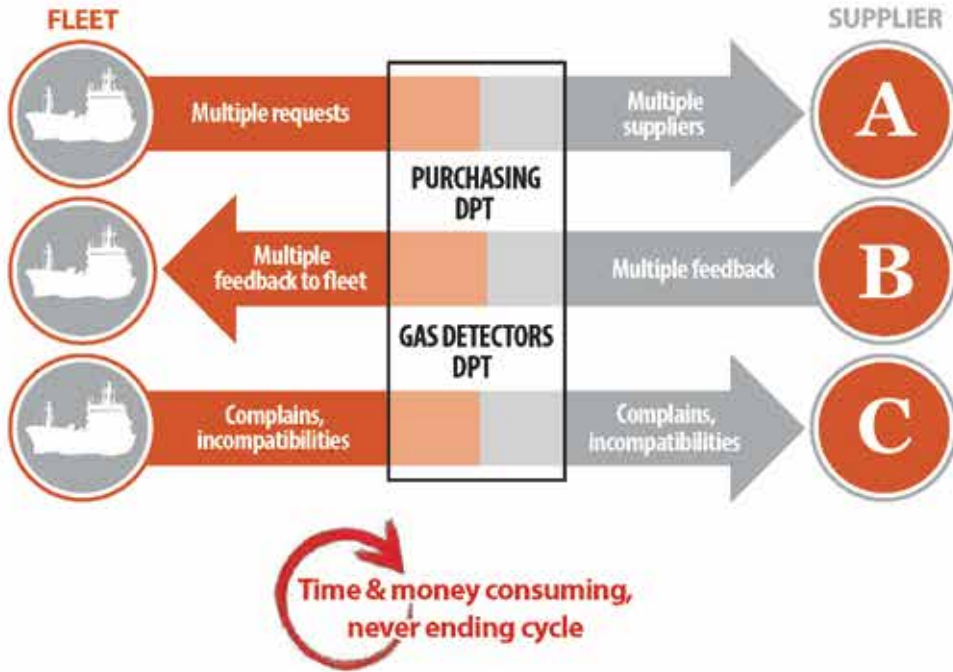 FLEET
SUPPLIER
Multiple requests
Multiple
suppliers
A
PURCHASING
DPT
Multiple
feedback to fleet
Multiple feedback
B
GAS DETECTORS
DPT
Complains,
incompatibilities
Complains,
incompatibilities
C
Time & money consuming,
never ending cycle